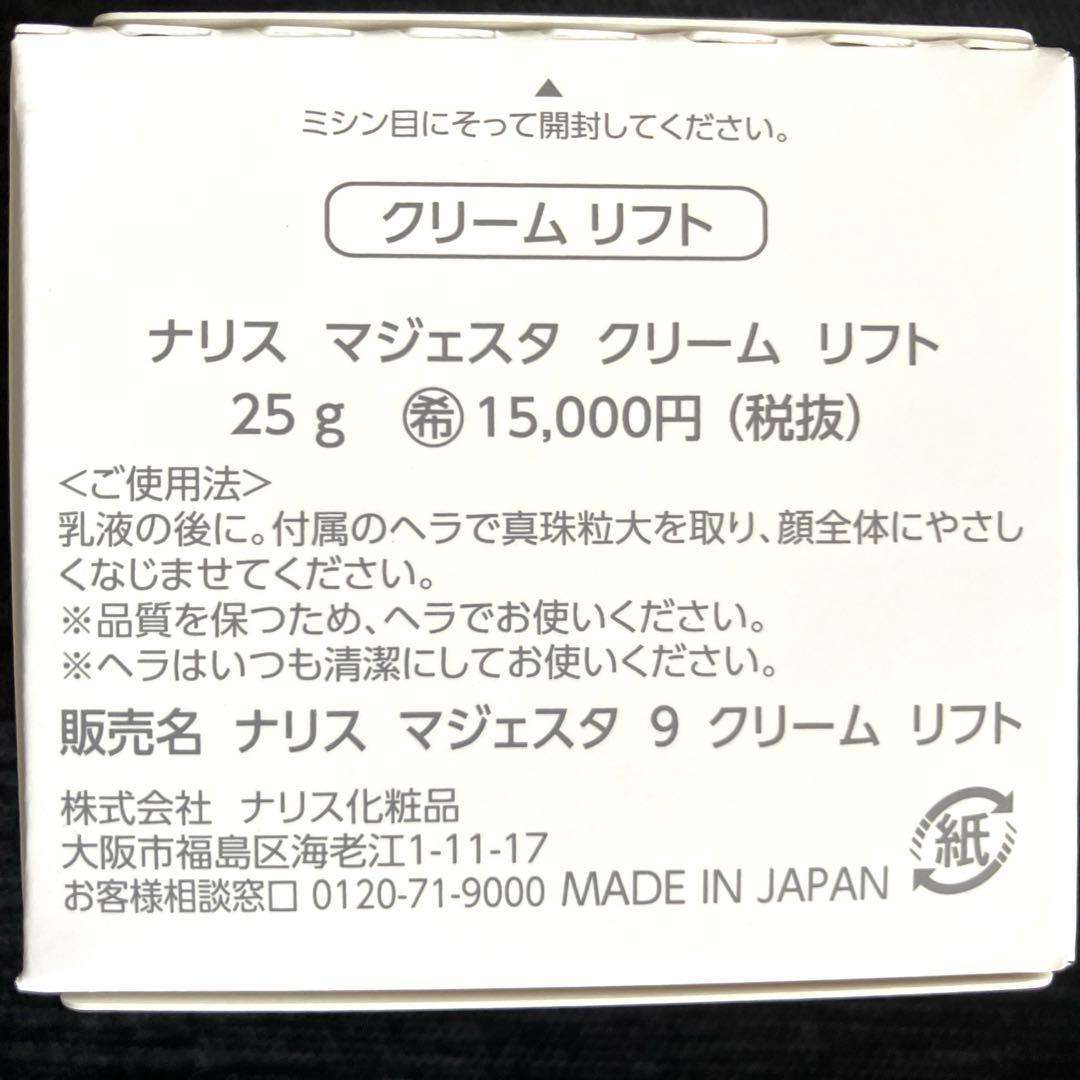 ▲
ミシン目にそって開封してください。
クリーム リフト
ナリス マジェスタ クリーム リフト
25 g ㊒希 15,000円 (税抜)
<ご使用法>
乳液の後に。付属のヘラで真珠粒大を取り、顔全体にやさし
くなじませてください。
※品質を保つため、ヘラでお使いください。
※ヘラはいつも清潔にしてお使いください。
販売名 ナリス マジェスタ 9 クリーム リフト
株式会社 ナリス化粧品
大阪市福島区海老江1-11-17
お客様相談窓口 0120-71-9000 MADE IN JAPAN
紙